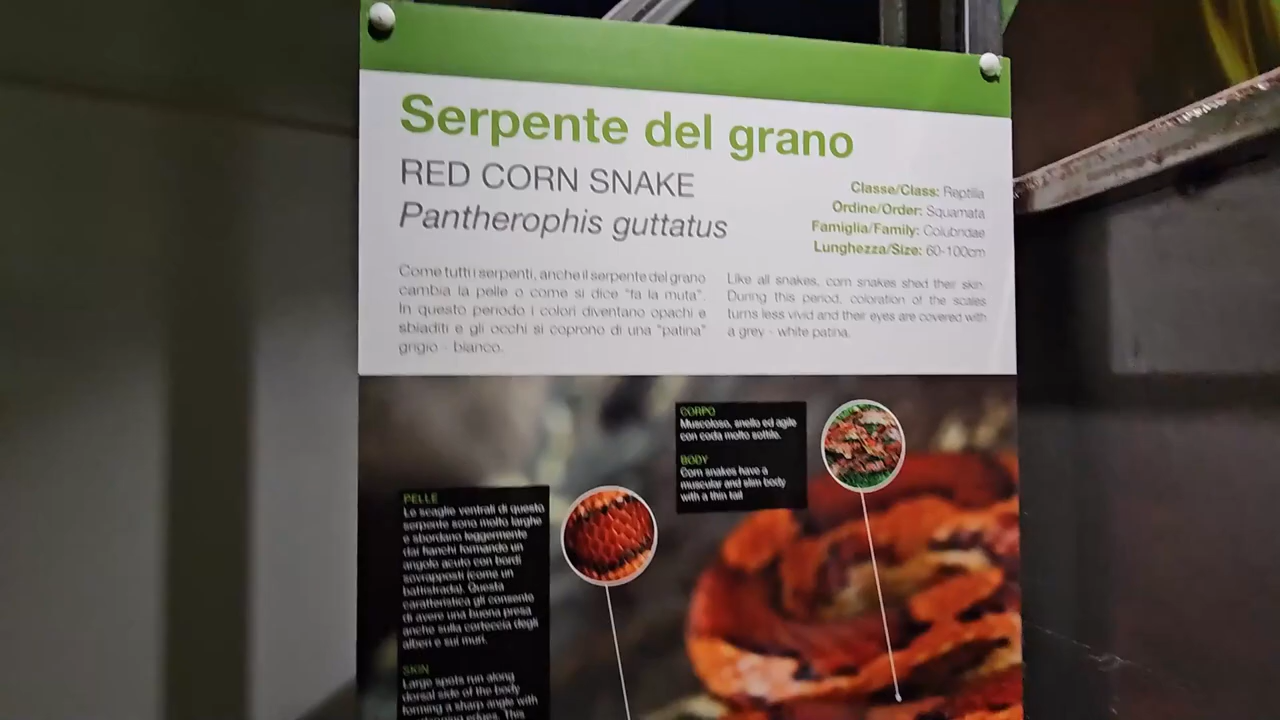 Serpente del grano
RED CORN SNAKE
Pantherophis guttatus
Classe/Class: Reptilia
Ordine/Order: Squamata
Famiglia/Family: Colubridae
Lunghezza/Size: 60-100cm
Come tutti i serpenti, anche il serpente del grano
cambia la pelle o come si dice "fa la muta".
In questo periodo i colori diventano opachi e
sbiaditi e gli occhi si coprono di una "patina"
grigio - bianco.
Like all snakes, corn snakes shed their skin.
During this period, coloration of the scales
turns less vivid and their eyes are covered with
a grey - white patina.
CORPO
Muscoloso, snello ed agile
con coda molto sottile.
BODY
Corn snakes have a
muscular and slim body
with a thin tail
PELLE
Le scaglie ventrali di questo
serpente sono molto larghe
e sbordano leggermente
dai fianchi formando un
angolo acuto con bordi
sovrapposti (come un
battistrada). Questa
caratteristica gli consente
di avere una buona presa
anche sulla corteccia degli
alberi e sui muri.
SKIN
Large spots run along
dorsal side of the body
forming a sharp angle with
edges. This